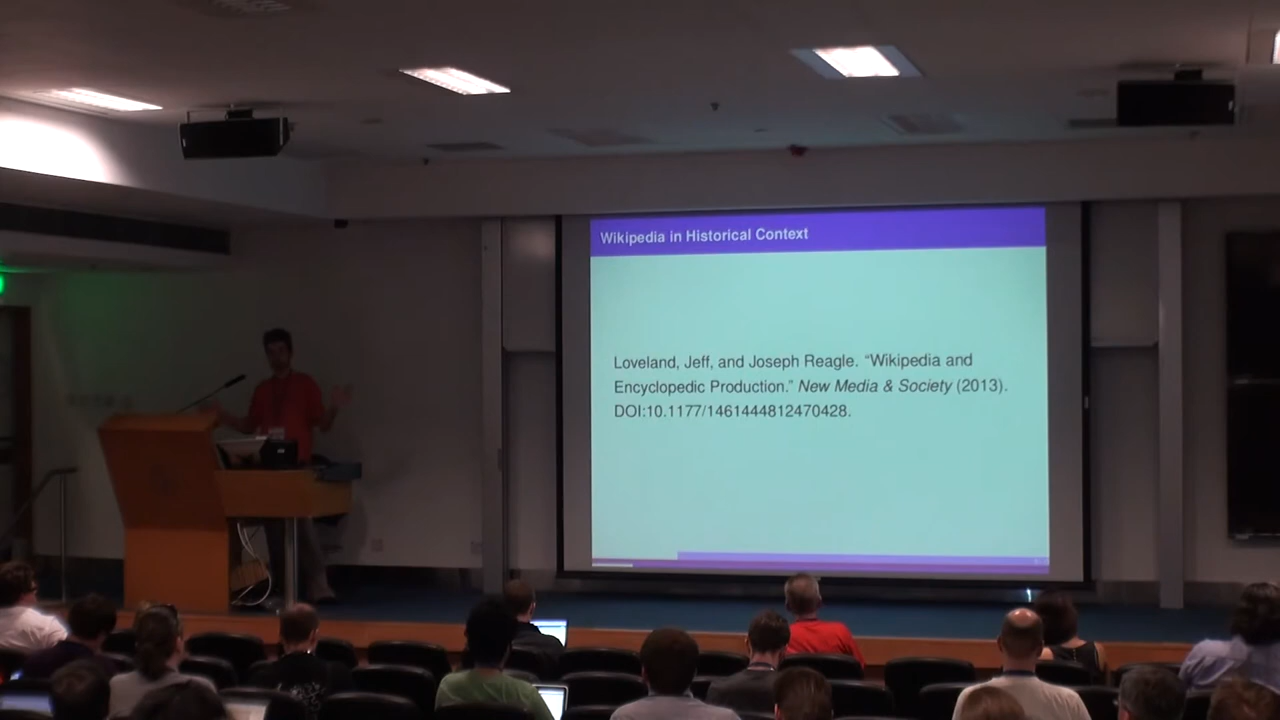 Wikipedia in Historical Context
Loveland, Jeff, and Joseph Reagle. “Wikipedia and
Encyclopedic Production.” New Media & Society (2013).
DOI:10.1177/1461444812470428.